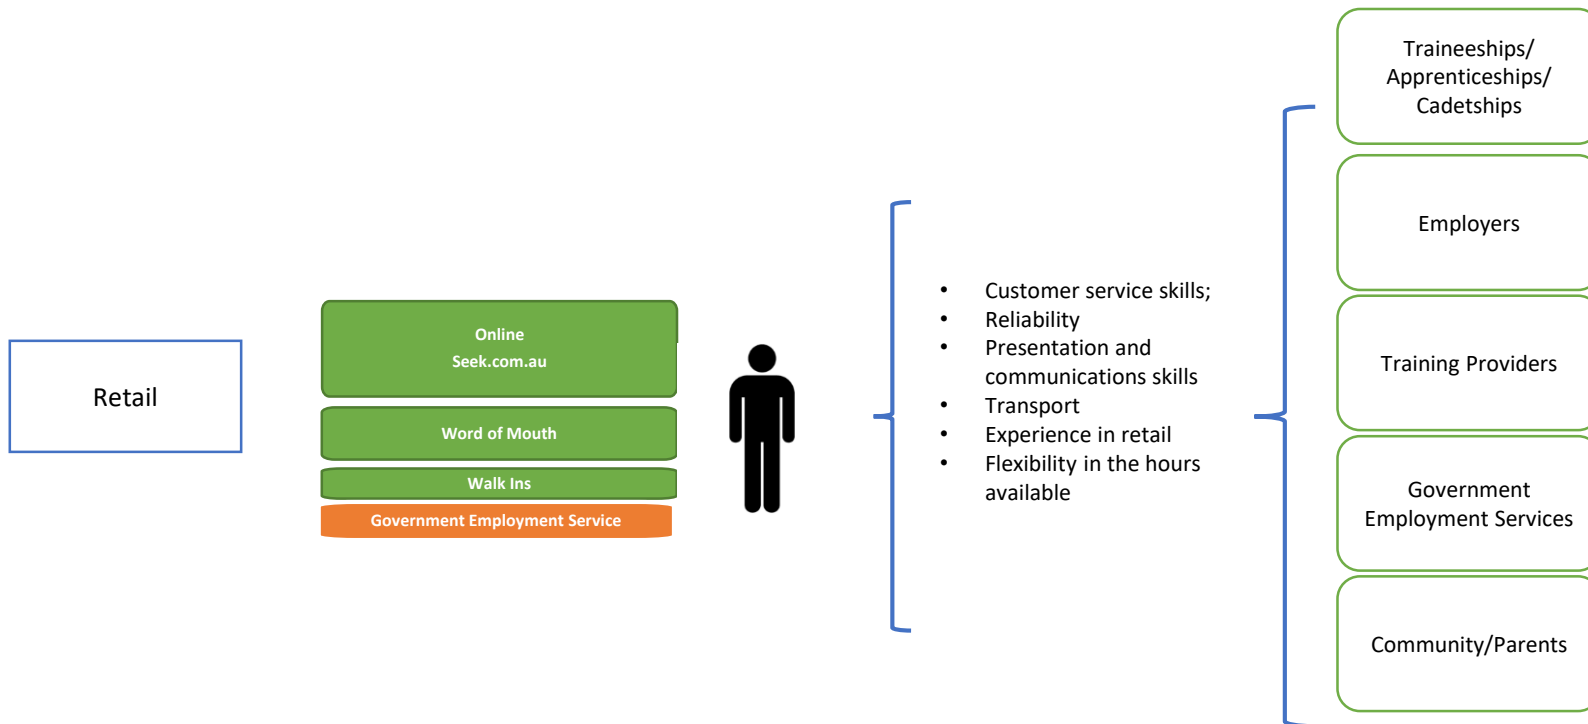 Retail
Online
Seek.com.au
Word of Mouth
Walk Ins
Government Employment Service
• Customer service skills;
• Reliability
• Presentation and
communications skills
• Transport
• Experience in retail
• Flexibility in the hours
available
Traineeships/
Apprenticeships/
Cadetships
Employers
Training Providers
Government
Employment Services
Community/Parents